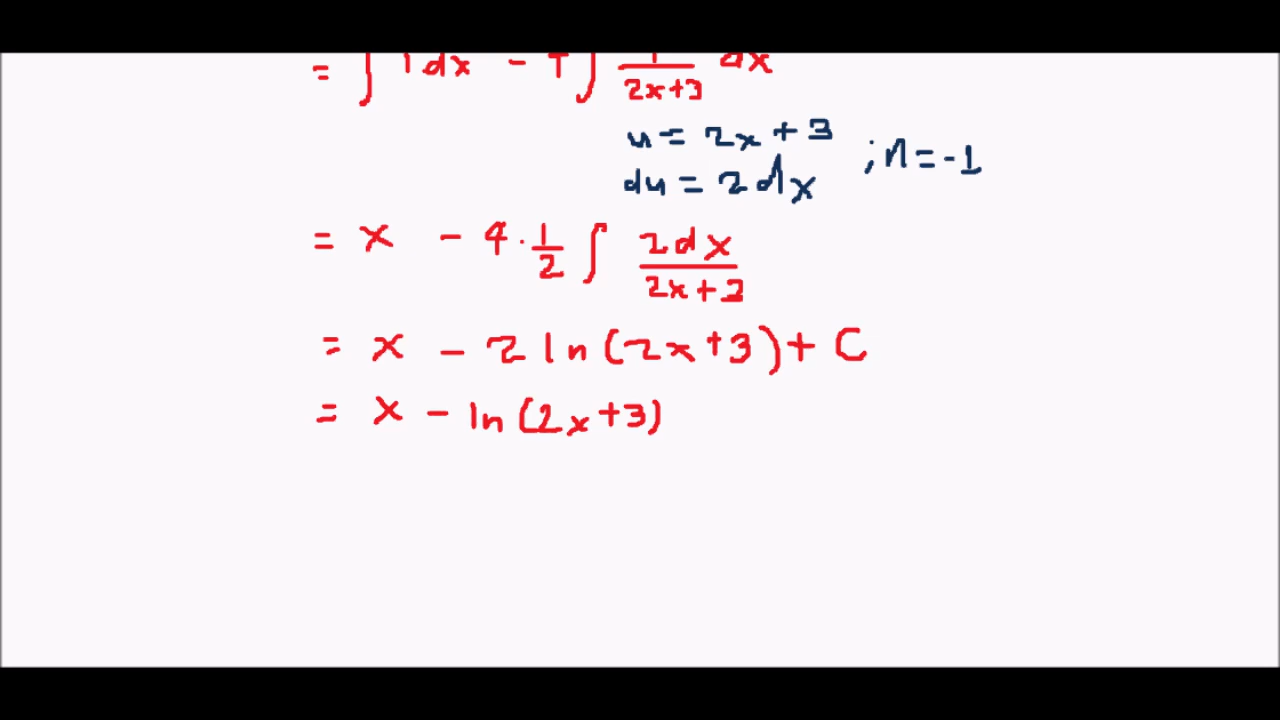 = ∫ 1 dx - 4 ∫ 1/(2x+3) dx
u = 2x + 3
du = 2dx ; n = -1
= x - 4 · 1/2 ∫ 2dx/(2x+3)
= x - 2 ln (2x+3) + C
= x - ln (2x+3)